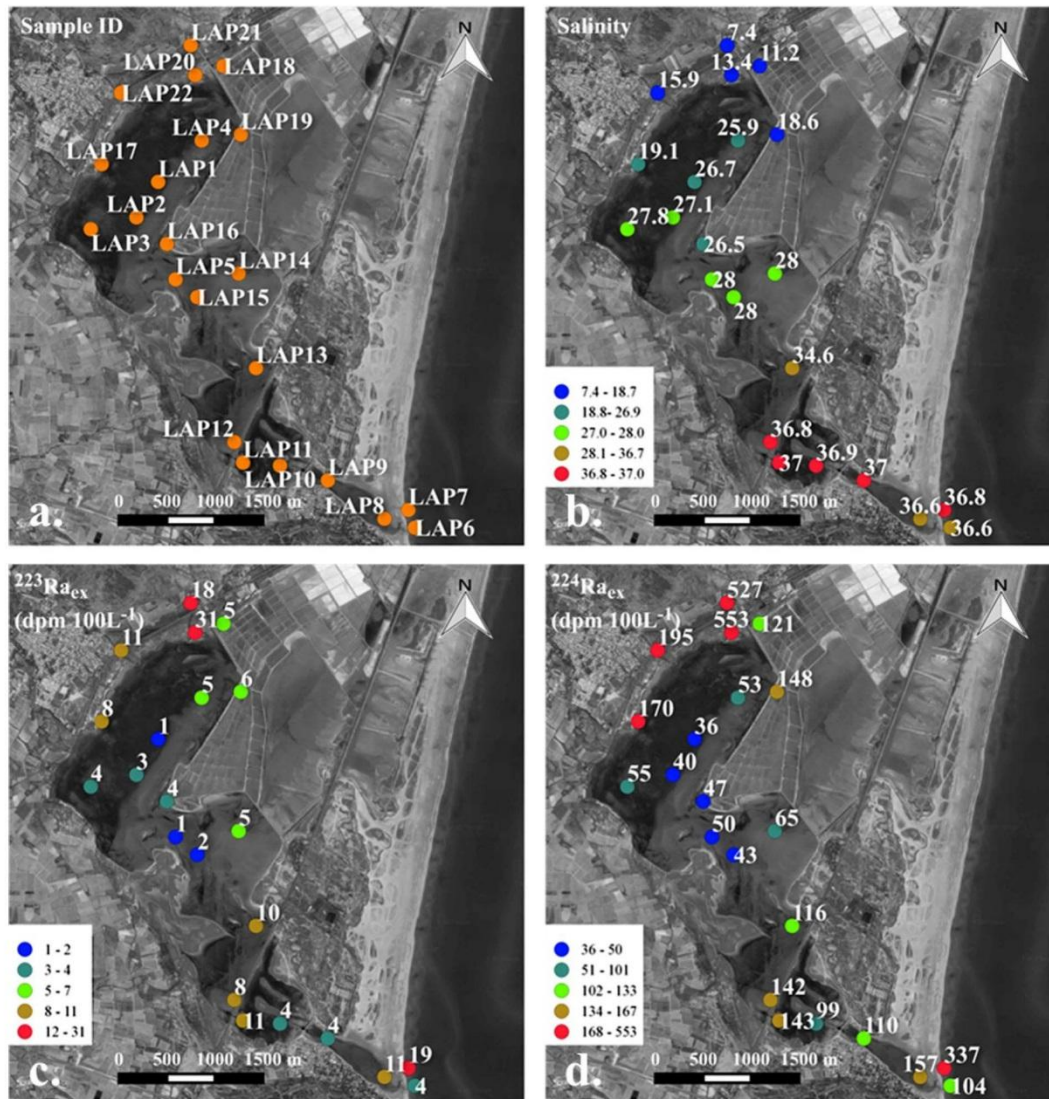 Sample ID
N
LAP21
LAP20
LAP18
LAP22
LAP4
LAP19
LAP17
LAP1
LAP2
LAP3
LAP16
LAP5
LAP14
LAP15
LAP13
LAP12
LAP11
LAP10
LAP9
LAP8
LAP7
LAP6
0 500 1000 1500 m
a.
Salinity
N
7.4
13.4
11.2
15.9
25.9
18.6
19.1
26.7
27.8
27.1
26.5
28
28
28
34.6
7.4 - 18.7
18.8- 26.9
27.0 - 28.0
28.1 - 36.7
36.8 - 37.0
36.8
37
36.9
37
36.6
36.8
36.6
0 500 1000 1500 m
b.
223Raex
(dpm 100L-1)
N
18
31
5
11
5
6
8
1
4
3
4
1
2
5
10
1 - 2
3 - 4
5 - 7
8 - 11
12 - 31
8
11
4
4
11
19
4
0 500 1000 1500 m
c.
224Raex
(dpm 100L-1)
N
527
553
121
195
53
148
170
36
55
40
47
50
65
43
116
36 - 50
51 - 101
102 - 133
134 - 167
168 - 553
142
143
99
110
157
337
104
0 500 1000 1500 m
d.